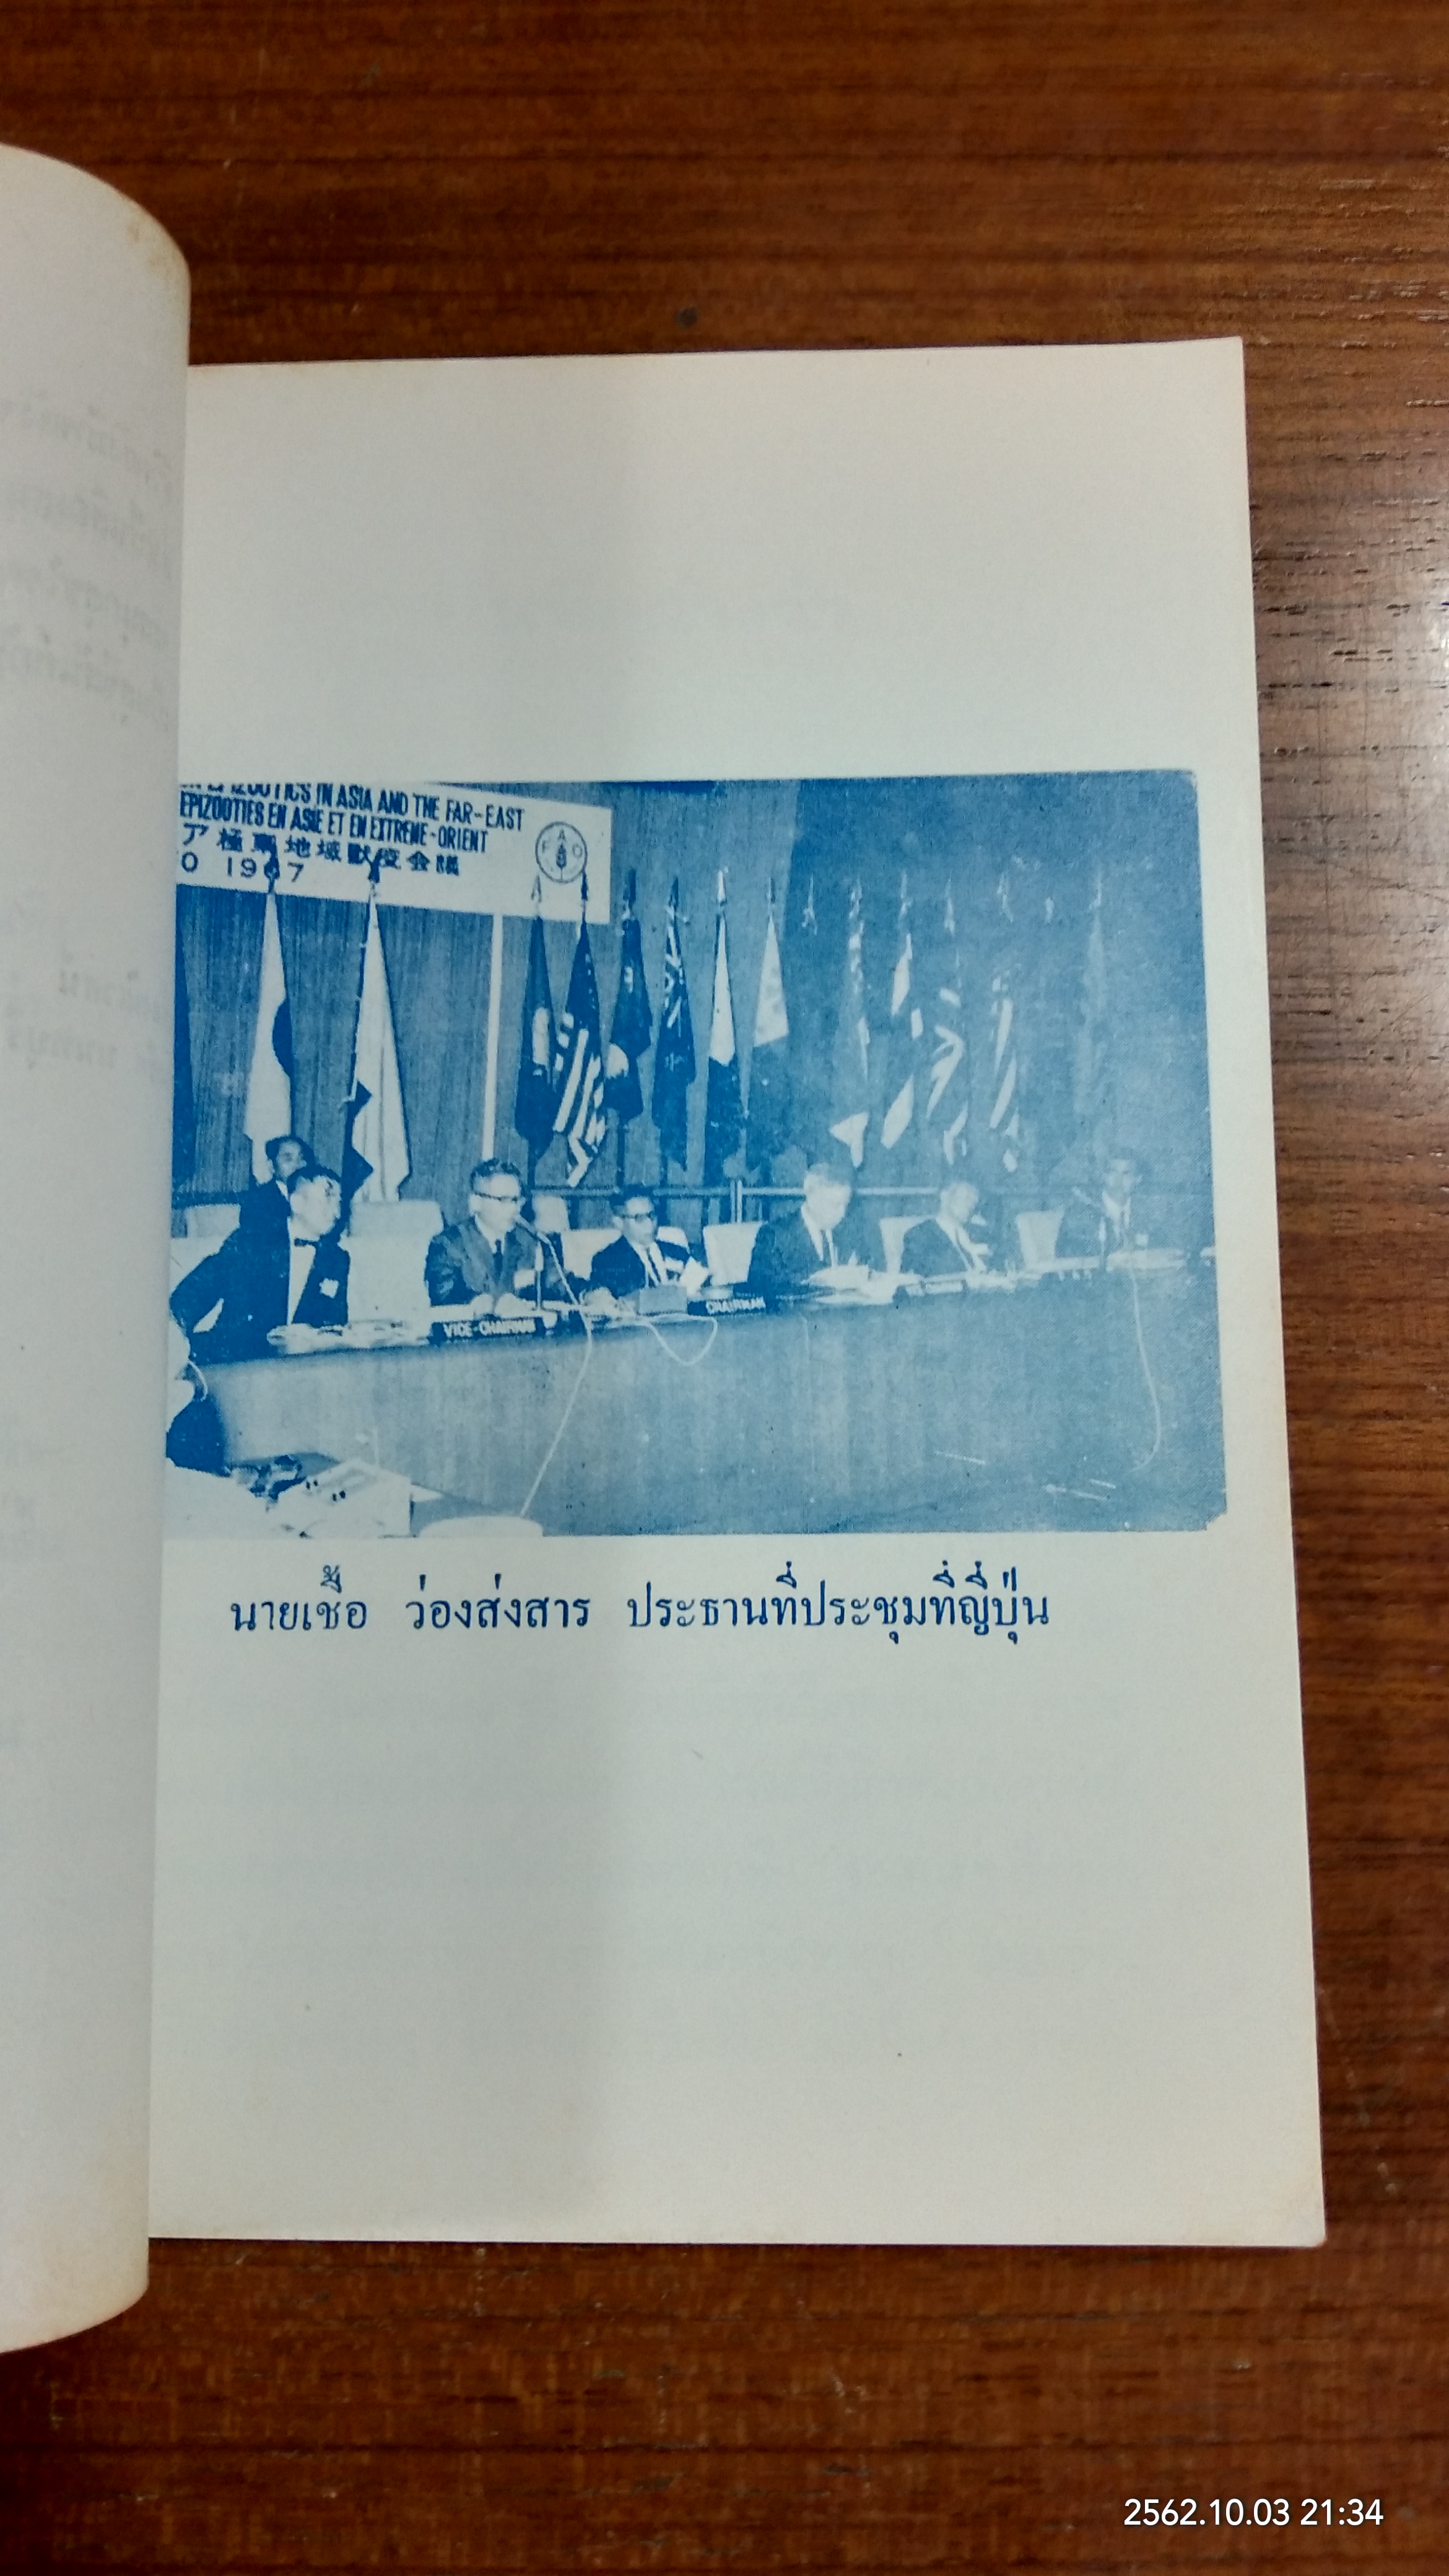 IN ASIA AND THE FAR-EAST
EPIZOOTIES EN ASIE ET EN EXTREME-ORIENT
ア極東地域獣疫会議
O 1967
F A O
VICE-CHAIRMAN
CHAIRMAN
นายเชื้อ ว่องส่งสาร ประธานที่ประชุมที่ญี่ปุ่น
2562.10.03 21:34